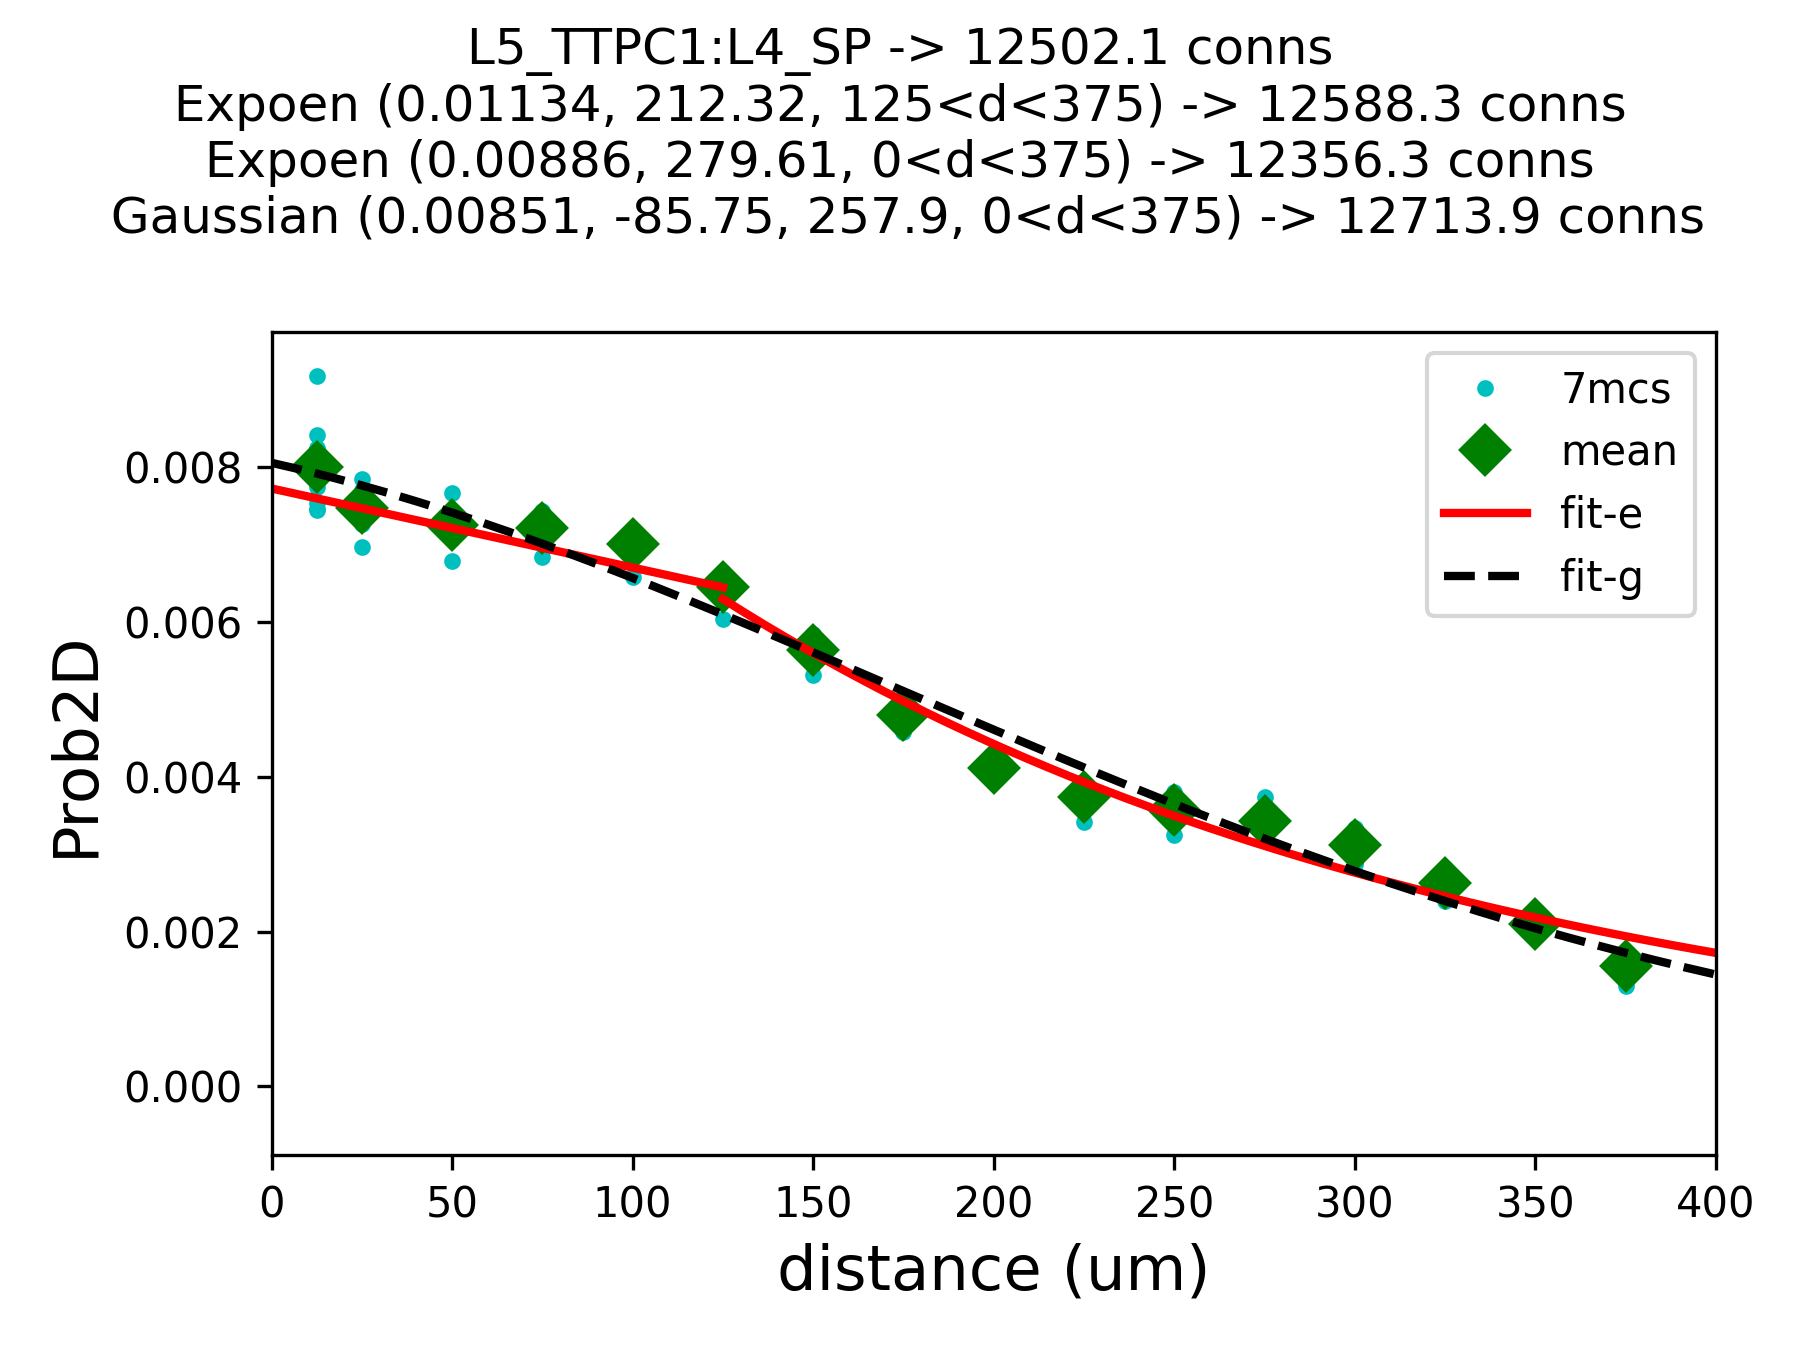 L5_TTPC1:L4_SP -> 12502.1 conns
Expoen (0.01134, 212.32, 125<d<375) -> 12588.3 conns
Expoen (0.00886, 279.61, 0<d<375) -> 12356.3 conns
Gaussian (0.00851, -85.75, 257.9, 0<d<375) -> 12713.9 conns
7mcs
mean
fit-e
fit-g
Prob2D
0.008
0.006
0.004
0.002
0.000
0 50 100 150 200 250 300 350 400
distance (um)